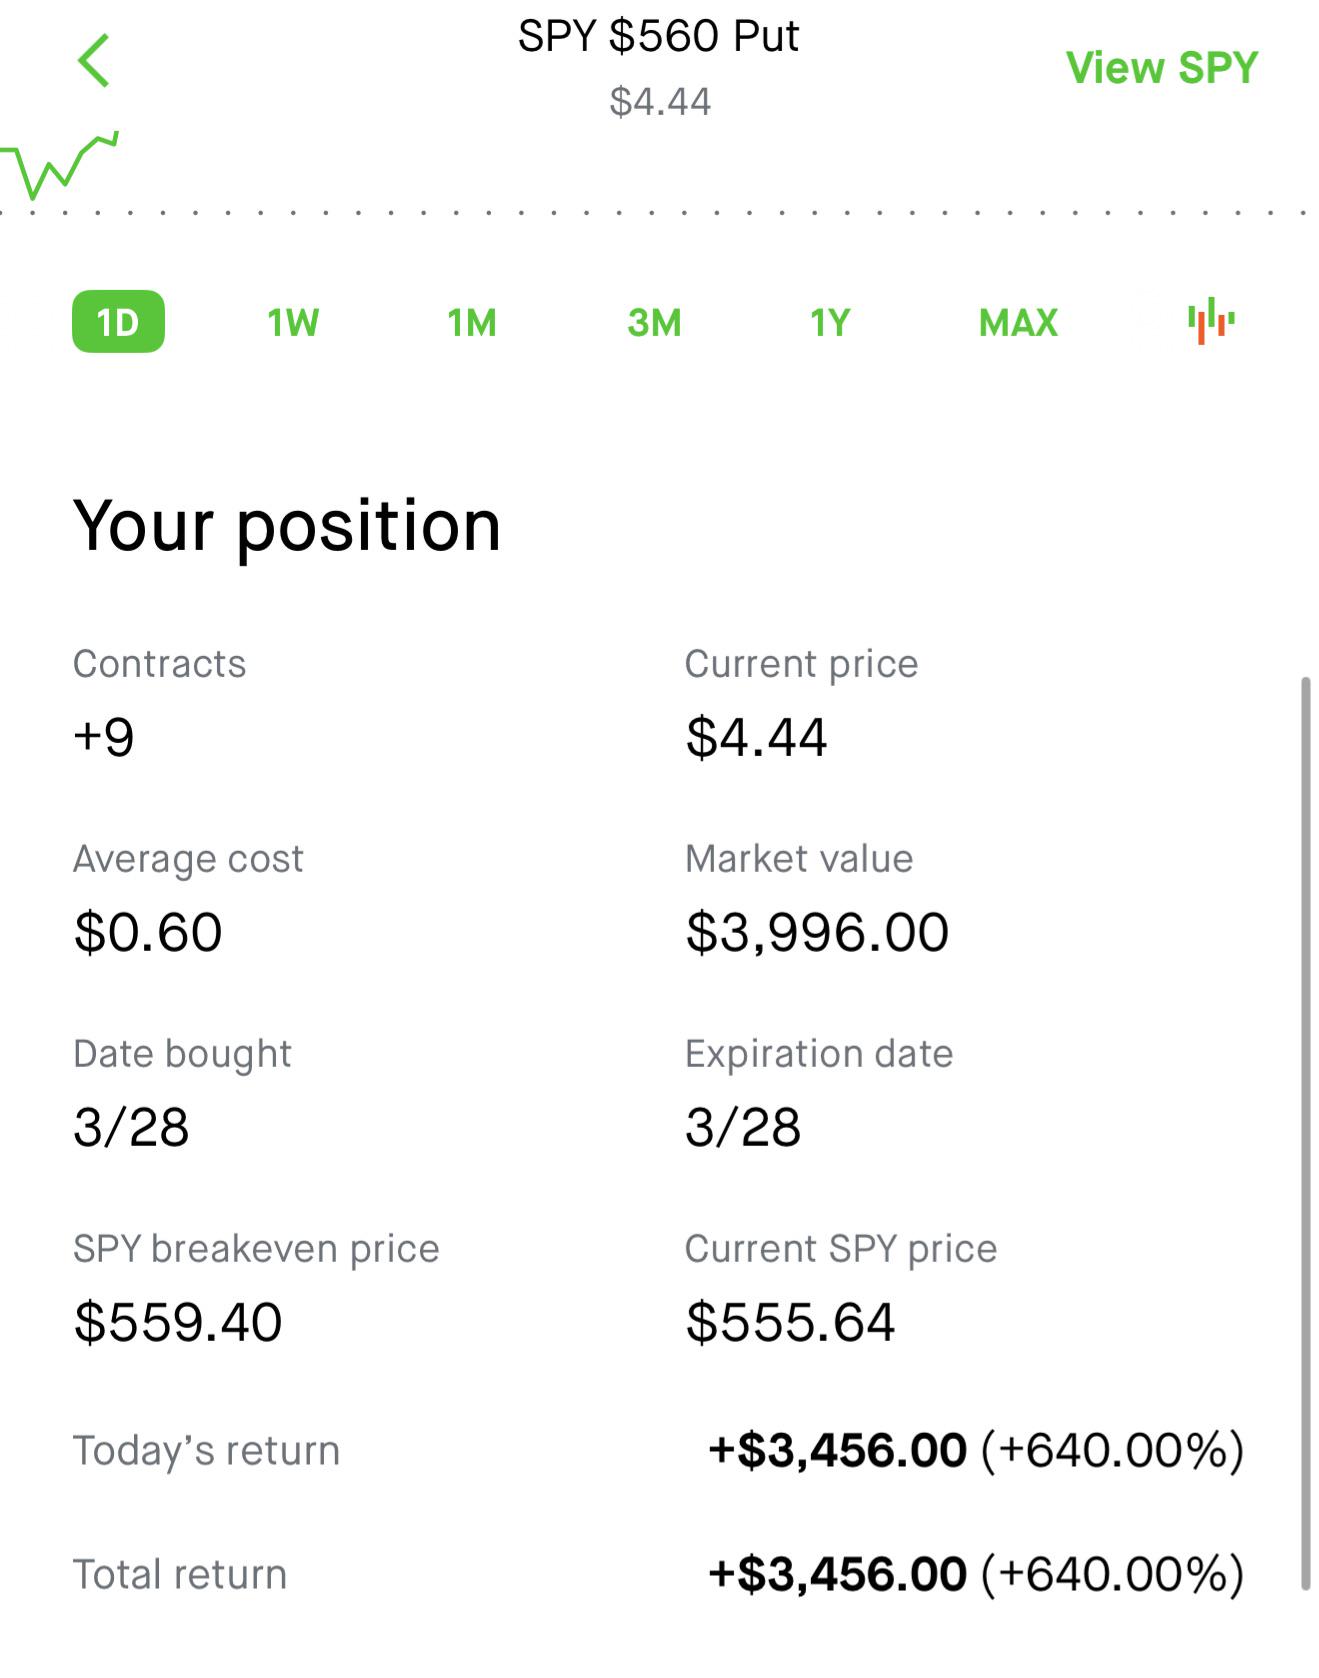 SPY $560 Put
$4.44
View SPY
1D 1W 1M 3M 1Y MAX
Your position
Contracts
+9
Current price
$4.44
Average cost
$0.60
Market value
$3,996.00
Date bought
3/28
Expiration date
3/28
SPY breakeven price
$559.40
Current SPY price
$555.64
Today’s return +$3,456.00 (+640.00%)
Total return +$3,456.00 (+640.00%)